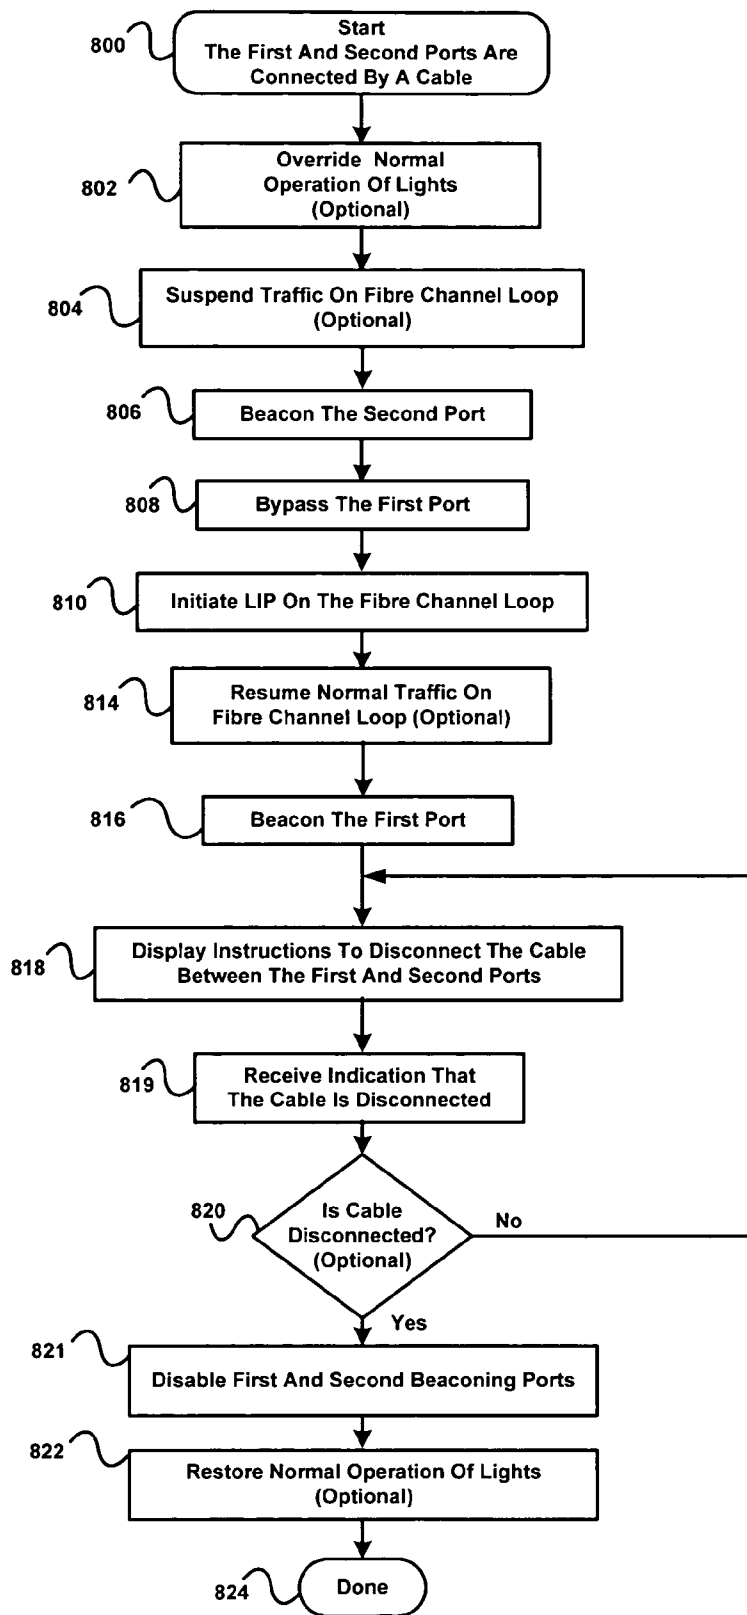 800
Start
The First And Second Ports Are
Connected By A Cable
802
Override Normal
Operation Of Lights
(Optional)
804
Suspend Traffic On Fibre Channel Loop
(Optional)
806
Beacon The Second Port
808
Bypass The First Port
810
Initiate LIP On The Fibre Channel Loop
814
Resume Normal Traffic On
Fibre Channel Loop (Optional)
816
Beacon The First Port
818
Display Instructions To Disconnect The Cable
Between The First And Second Ports
819
Receive Indication That
The Cable Is Disconnected
820
Is Cable
Disconnected?
(Optional)
No
Yes
821
Disable First And Second Beaconing Ports
822
Restore Normal Operation Of Lights
(Optional)
824
Done